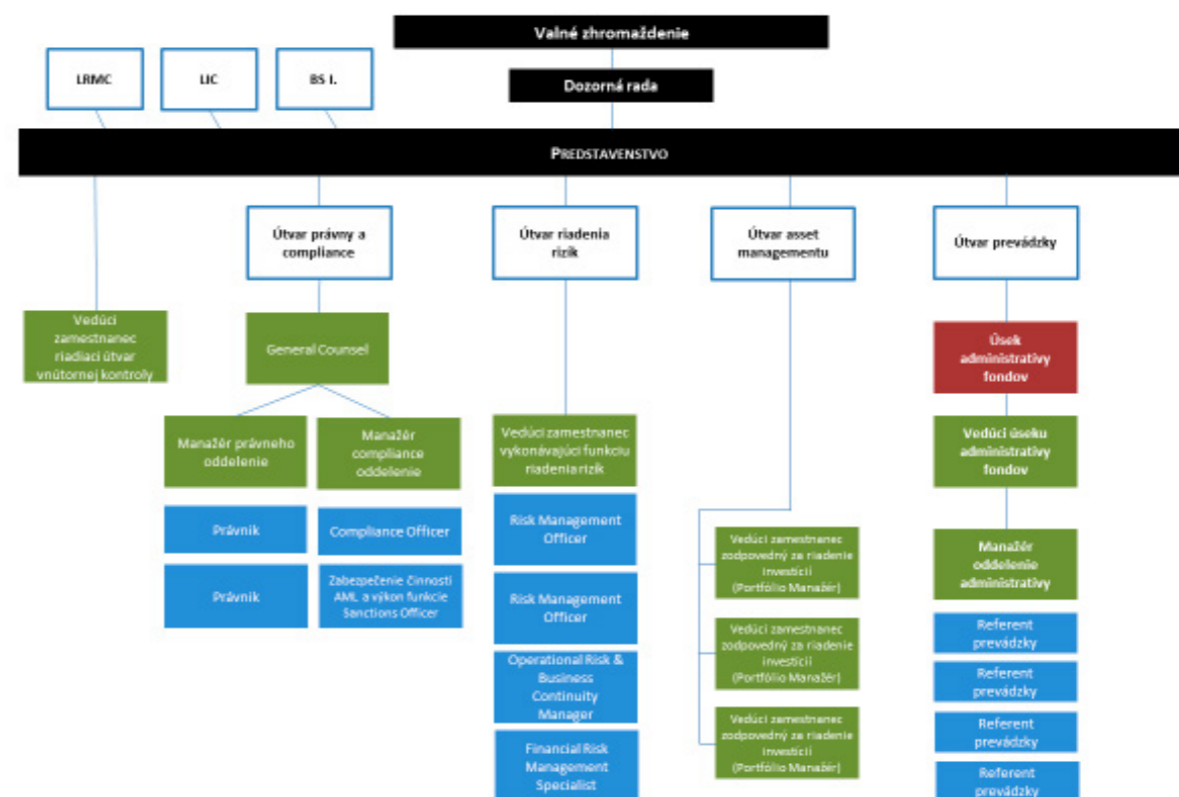 Valné zhromaždenie
LRMC
LIC
BS I.
Dozorná rada
PREDSTAVENSTVO
Útvar právny a
compliance
Útvar riadenia
rizík
Útvar asset
managementu
Útvar prevádzky
Vedúci
zamestnanec
riadiaci útvar
vnútornej kontroly
General Counsel
Úsek
administratívy
fondov
Manažér právneho
oddelenie
Manažér
compliance
oddelenie
Vedúci zamestnanec
vykonávajúci funkciu
riadenia rizík
Vedúci úseku
administratívy
fondov
Právnik
Compliance Officer
Risk Management
Officer
Vedúci zamestnanec
zodpovedný za riadenie
investícií
(Portfólio Manažér)
Manažér
oddelenie
administratívy
Právnik
Zabezpečenie činností
AML a výkon funkcie
Sanctions Officer
Risk Management
Officer
Vedúci zamestnanec
zodpovedný za riadenie
investícií
(Portfólio Manažér)
Referent
prevádzky
Operational Risk &
Business
Continuity
Manager
Referent
prevádzky
Vedúci zamestnanec
zodpovedný za riadenie
investícií
(Portfólio Manažér)
Referent
prevádzky
Financial Risk
Management
Specialist
Referent
prevádzky